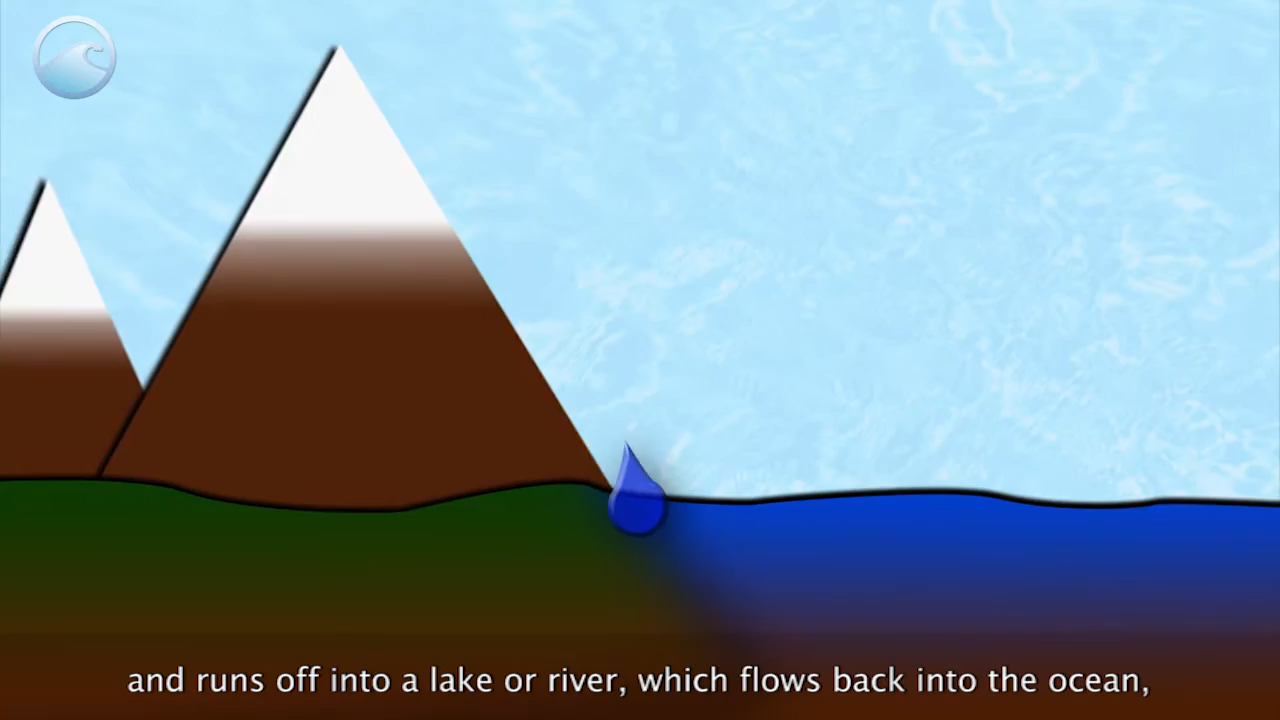 and runs off into a lake or river, which flows back into the ocean,